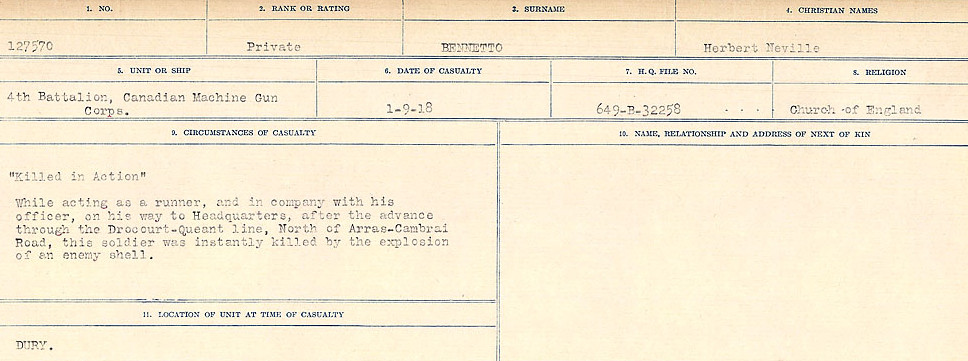 1. NO. 2. RANK OR RATING 3. SURNAME 4. CHRISTIAN NAMES
127570 Private BENNETTO Herbert Neville
5. UNIT OR SHIP 6. DATE OF CASUALTY 7. H.Q. FILE NO. 8. RELIGION
4th Battalion, Canadian Machine Gun
Corps. 1-9-18 649-B-32258 . . . . Church of England
9. CIRCUMSTANCES OF CASUALTY 10. NAME, RELATIONSHIP AND ADDRESS OF NEXT OF KIN
"Killed in Action"
While acting as a runner, and in company with his
officer, on his way to Headquarters, after the advance
through the Drocourt-Queant line, North of Arras-Cambrai
Road, this soldier was instantly killed by the explosion
of an enemy shell.
11. LOCATION OF UNIT AT TIME OF CASUALTY
DURY.